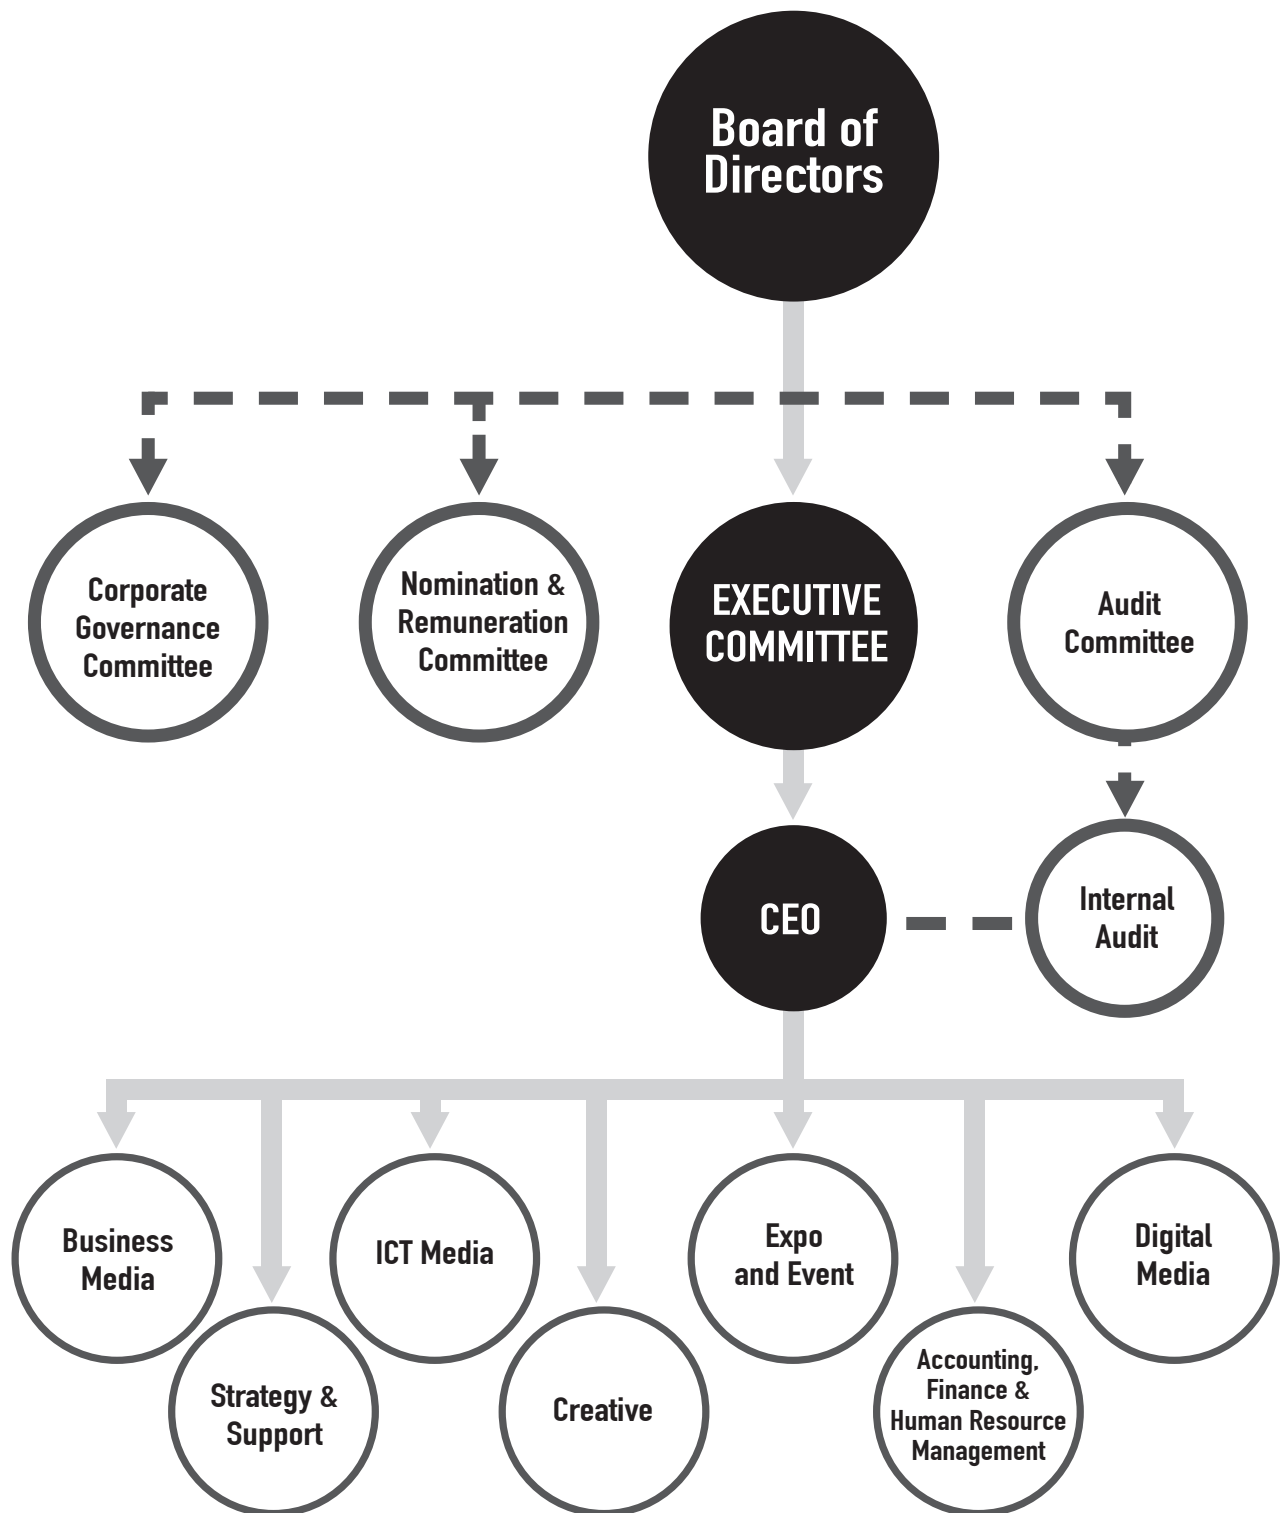 Board of
Directors
Corporate
Governance
Committee
Nomination &
Remuneration
Committee
EXECUTIVE
COMMITTEE
Audit
Committee
CEO
Internal
Audit
Business
Media
Strategy &
Support
ICT Media
Creative
Expo
and Event
Accounting,
Finance &
Human Resource
Management
Digital
Media